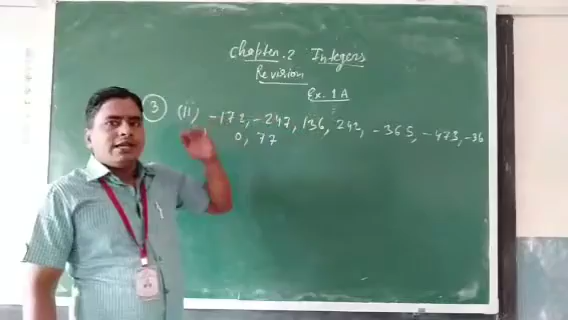 Chapter.2 Integers
Revision
Ex. 1A
③ (ii) -172, -247, 136, 242, -365, -473, -36
0, 77